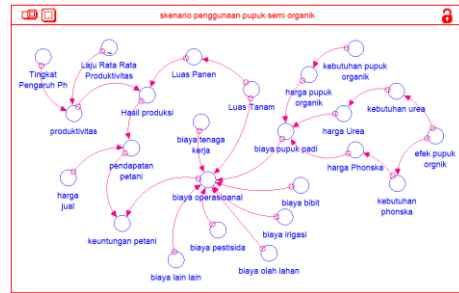 skenario penggunaan pupuk semi organik
Tingkat
Pengaruh Ph
Laju Rata Rata
Produktivitas
Luas Panen
kebutuhan pupuk
organik
harga pupuk
organik
Luas Tanam
kebutuhan urea
produktivitas
Hasil produksi
biaya tenaga
kerja
harga Urea
biaya pupuk padi
efek pupuk
orgnik
pendapatan
petani
harga Phonska
harga
jual
biaya operasioanal
kebutuhan
phonska
biaya bibit
keuntungan petani
biaya irigasi
biaya pestisida
biaya olah lahan
biaya lain lain